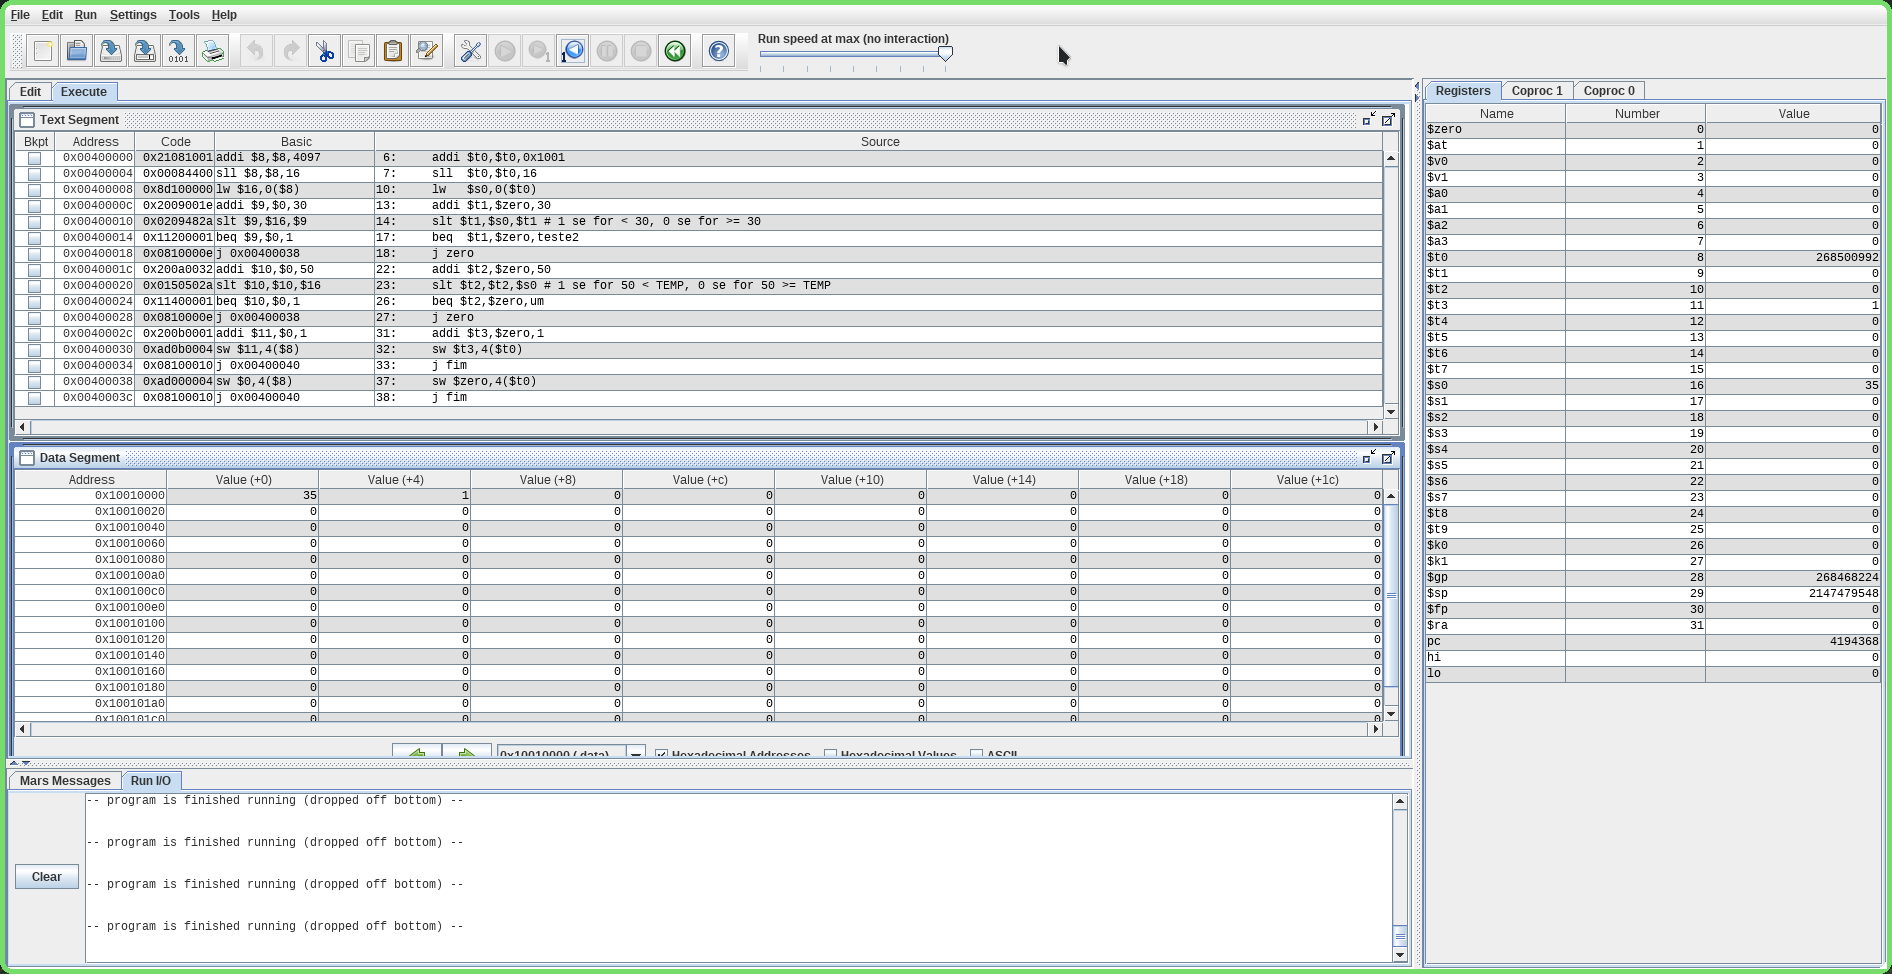 File Edit Run Settings Tools Help
Run speed at max (no interaction)
Edit Execute
Text Segment
Bkpt Address Code Basic Source
0x00400000 0x21081001 addi $8,$8,4097 6: addi $t0,$t0,0x1001
0x00400004 0x00084400 sll $8,$8,16 7: sll $t0,$t0,16
0x00400008 0x8d100000 lw $16,0($8) 10: lw $s0,0($t0)
0x0040000c 0x2009001e addi $9,$0,30 13: addi $t1,$zero,30
0x00400010 0x0209482a slt $9,$16,$9 14: slt $t1,$s0,$t1 # 1 se for < 30, 0 se for >= 30
0x00400014 0x11200001 beq $9,$0,1 17: beq $t1,$zero,teste2
0x00400018 0x0810000e j 0x00400038 18: j zero
0x0040001c 0x200a0032 addi $10,$0,50 22: addi $t2,$zero,50
0x00400020 0x0150502a slt $10,$10,$16 23: slt $t2,$t2,$s0 # 1 se for 50 < TEMP, 0 se for 50 >= TEMP
0x00400024 0x11400001 beq $10,$0,1 26: beq $t2,$zero,um
0x00400028 0x0810000e j 0x00400038 27: j zero
0x0040002c 0x200b0001 addi $11,$0,1 31: addi $t3,$zero,1
0x00400030 0xad0b0004 sw $11,4($8) 32: sw $t3,4($t0)
0x00400034 0x08100010 j 0x00400040 33: j fim
0x00400038 0xad000004 sw $0,4($8) 37: sw $zero,4($t0)
0x0040003c 0x08100010 j 0x00400040 38: j fim
Data Segment
Address Value (+0) Value (+4) Value (+8) Value (+c) Value (+10) Value (+14) Value (+18) Value (+1c)
0x10010000 35 1 0 0 0 0 0 0
0x10010020 0 0 0 0 0 0 0 0
0x10010040 0 0 0 0 0 0 0 0
0x10010060 0 0 0 0 0 0 0 0
0x10010080 0 0 0 0 0 0 0 0
0x100100a0 0 0 0 0 0 0 0 0
0x100100c0 0 0 0 0 0 0 0 0
0x100100e0 0 0 0 0 0 0 0 0
0x10010100 0 0 0 0 0 0 0 0
0x10010120 0 0 0 0 0 0 0 0
0x10010140 0 0 0 0 0 0 0 0
0x10010160 0 0 0 0 0 0 0 0
0x10010180 0 0 0 0 0 0 0 0
0x100101a0 0 0 0 0 0 0 0 0
0x100101c0 0 0 0 0 0 0 0 0
0x10010000 (.data) Hexadecimal Addresses Hexadecimal Values ASCII
Mars Messages Run I/O
Clear
-- program is finished running (dropped off bottom) --
-- program is finished running (dropped off bottom) --
-- program is finished running (dropped off bottom) --
-- program is finished running (dropped off bottom) --
Registers Coproc 1 Coproc 0
Name Number Value
$zero 0 0
$at 1 0
$v0 2 0
$v1 3 0
$a0 4 0
$a1 5 0
$a2 6 0
$a3 7 0
$t0 8 268500992
$t1 9 0
$t2 10 0
$t3 11 1
$t4 12 0
$t5 13 0
$t6 14 0
$t7 15 0
$s0 16 35
$s1 17 0
$s2 18 0
$s3 19 0
$s4 20 0
$s5 21 0
$s6 22 0
$s7 23 0
$t8 24 0
$t9 25 0
$k0 26 0
$k1 27 0
$gp 28 268468224
$sp 29 2147479548
$fp 30 0
$ra 31 0
pc 4194368
hi 0
lo 0